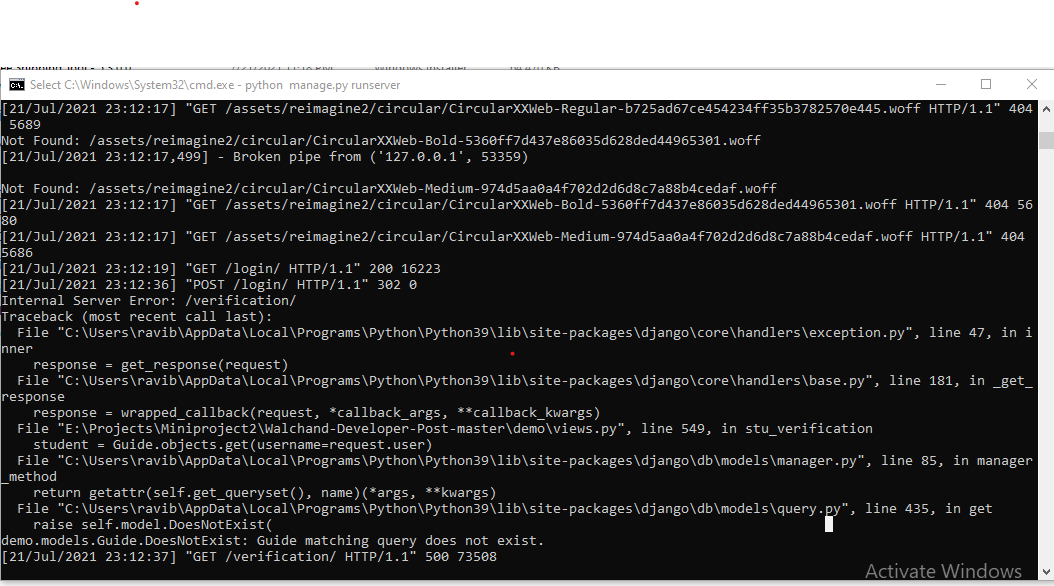 Select C:\Windows\System32\cmd.exe - python manage.py runserver
[21/Jul/2021 23:12:17] "GET /assets/reimagine2/circular/CircularXXWeb-Regular-b725ad67ce454234ff35b3782570e445.woff HTTP/1.1" 404
5689
Not Found: /assets/reimagine2/circular/CircularXXWeb-Bold-5360ff7d437e86035d628ded44965301.woff
[21/Jul/2021 23:12:17,499] - Broken pipe from ('127.0.0.1', 53359)
Not Found: /assets/reimagine2/circular/CircularXXWeb-Medium-974d5aa0a4f702d2d6d8c7a88b4cedaf.woff
[21/Jul/2021 23:12:17] "GET /assets/reimagine2/circular/CircularXXWeb-Bold-5360ff7d437e86035d628ded44965301.woff HTTP/1.1" 404 56
80
[21/Jul/2021 23:12:17] "GET /assets/reimagine2/circular/CircularXXWeb-Medium-974d5aa0a4f702d2d6d8c7a88b4cedaf.woff HTTP/1.1" 404
5686
[21/Jul/2021 23:12:19] "GET /login/ HTTP/1.1" 200 16223
[21/Jul/2021 23:12:36] "POST /login/ HTTP/1.1" 302 0
Internal Server Error: /verification/
Traceback (most recent call last):
  File "C:\Users\ravib\AppData\Local\Programs\Python\Python39\lib\site-packages\django\core\handlers\exception.py", line 47, in i
nner
    response = get_response(request)
  File "C:\Users\ravib\AppData\Local\Programs\Python\Python39\lib\site-packages\django\core\handlers\base.py", line 181, in _get_
response
    response = wrapped_callback(request, *callback_args, **callback_kwargs)
  File "E:\Projects\Miniproject2\Walchand-Developer-Post-master\demo\views.py", line 549, in stu_verification
    student = Guide.objects.get(username=request.user)
  File "C:\Users\ravib\AppData\Local\Programs\Python\Python39\lib\site-packages\django\db\models\manager.py", line 85, in manager
_method
    return getattr(self.get_queryset(), name)(*args, **kwargs)
  File "C:\Users\ravib\AppData\Local\Programs\Python\Python39\lib\site-packages\django\db\models\query.py", line 435, in get
    raise self.model.DoesNotExist(
demo.models.Guide.DoesNotExist: Guide matching query does not exist.
[21/Jul/2021 23:12:37] "GET /verification/ HTTP/1.1" 500 73508
Activate Windows